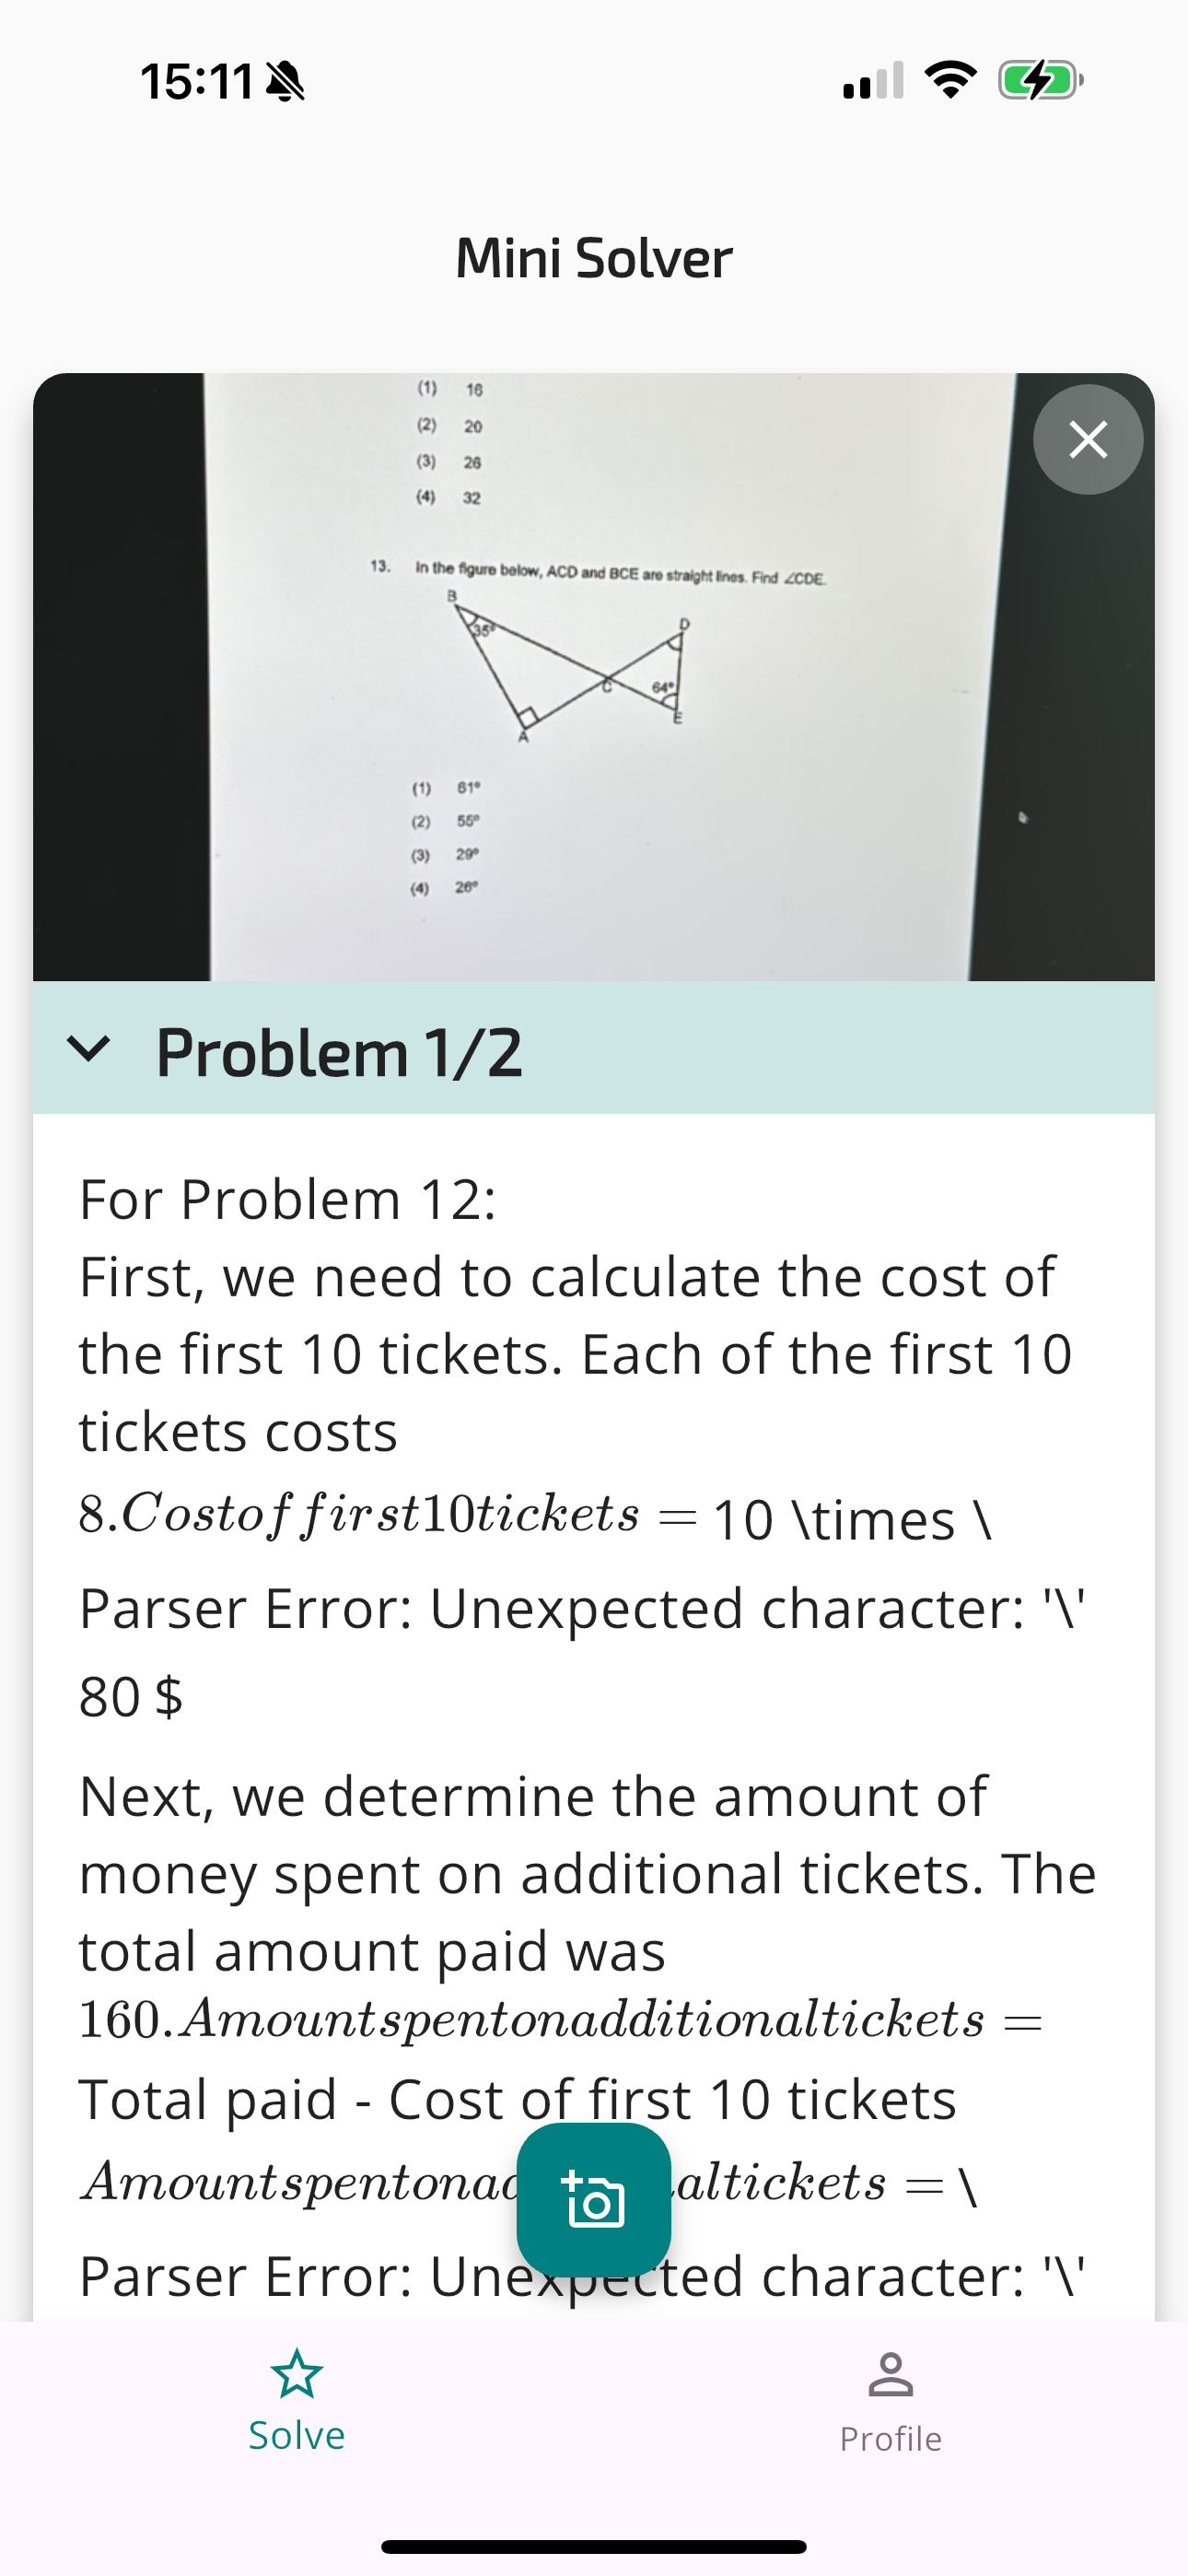 15:11
Mini Solver
(1) 16
(2) 20
(3) 26
(4) 32
13. In the figure below, ACD and BCE are straight lines. Find ∠CDE.
B
35°
D
C
64°
E
A
(1) 61°
(2) 55°
(3) 29°
(4) 26°
Problem 1/2
For Problem 12:
First, we need to calculate the cost of
the first 10 tickets. Each of the first 10
tickets costs
8.Costoffirst10tickets = 10 \times \
Parser Error: Unexpected character: '\'
80 $
Next, we determine the amount of
money spent on additional tickets. The
total amount paid was
160.Amountspentonadditionaltickets =
Total paid - Cost of first 10 tickets
Amountspentonad altickets = \
Parser Error: Unexpected character: '\'
Solve
Profile